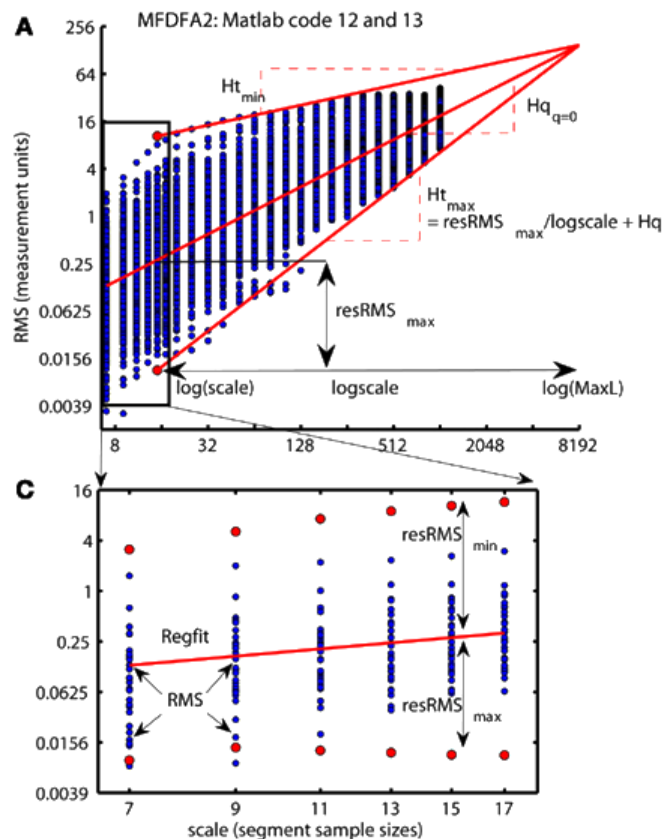 A
MFDFA2: Matlab code 12 and 13
RMS (measurement units)
256
64
16
4
1
0.25
0.0625
0.0156
0.0039
Ht min
Hq q=0
Ht max
= resRMS max/logscale + Hq
resRMS max
log(scale)
logscale
log(MaxL)
8
32
128
512
2048
8192
C
16
4
1
0.25
0.0625
0.0156
0.0039
resRMS min
Regfit
RMS
resRMS max
7
9
11
13
15
17
scale (segment sample sizes)